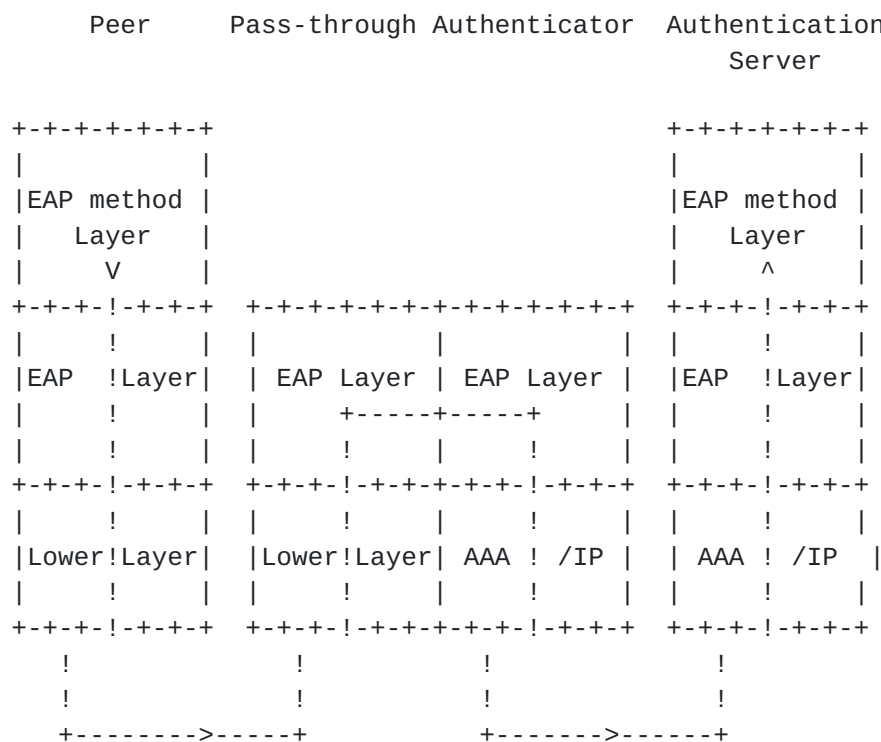 Peer     Pass-through Authenticator  Authentication
                                             Server

+-+-+-+-+-+-+                            +-+-+-+-+-+-+
|           |                            |           |
|EAP method |                            |EAP method |
|   Layer   |                            |   Layer   |
|     V     |                            |     ^     |
+-+-+-!-+-+-+  +-+-+-+-+-+-+-+-+-+-+-+-+  +-+-+-!-+-+-+
|     !     |  |           |           |  |     !     |
|EAP  !Layer|  | EAP Layer | EAP Layer |  |EAP  !Layer|
|     !     |  |     +-----+-----+     |  |     !     |
|     !     |  |     !     |     !     |  |     !     |
+-+-+-!-+-+-+  +-+-+-!-+-+-+-+-+-!-+-+-+  +-+-+-!-+-+-+
|     !     |  |     !     |     !     |  |     !     |
|Lower!Layer|  |Lower!Layer| AAA ! /IP |  | AAA ! /IP  |
|     !     |  |     !     |     !     |  |     !     |
+-+-+-!-+-+-+  +-+-+-!-+-+-+-+-+-!-+-+-+  +-+-+-!-+-+-+
   !              !           !              !
   !              !           !              !
   +-------->-----+           +------->------+